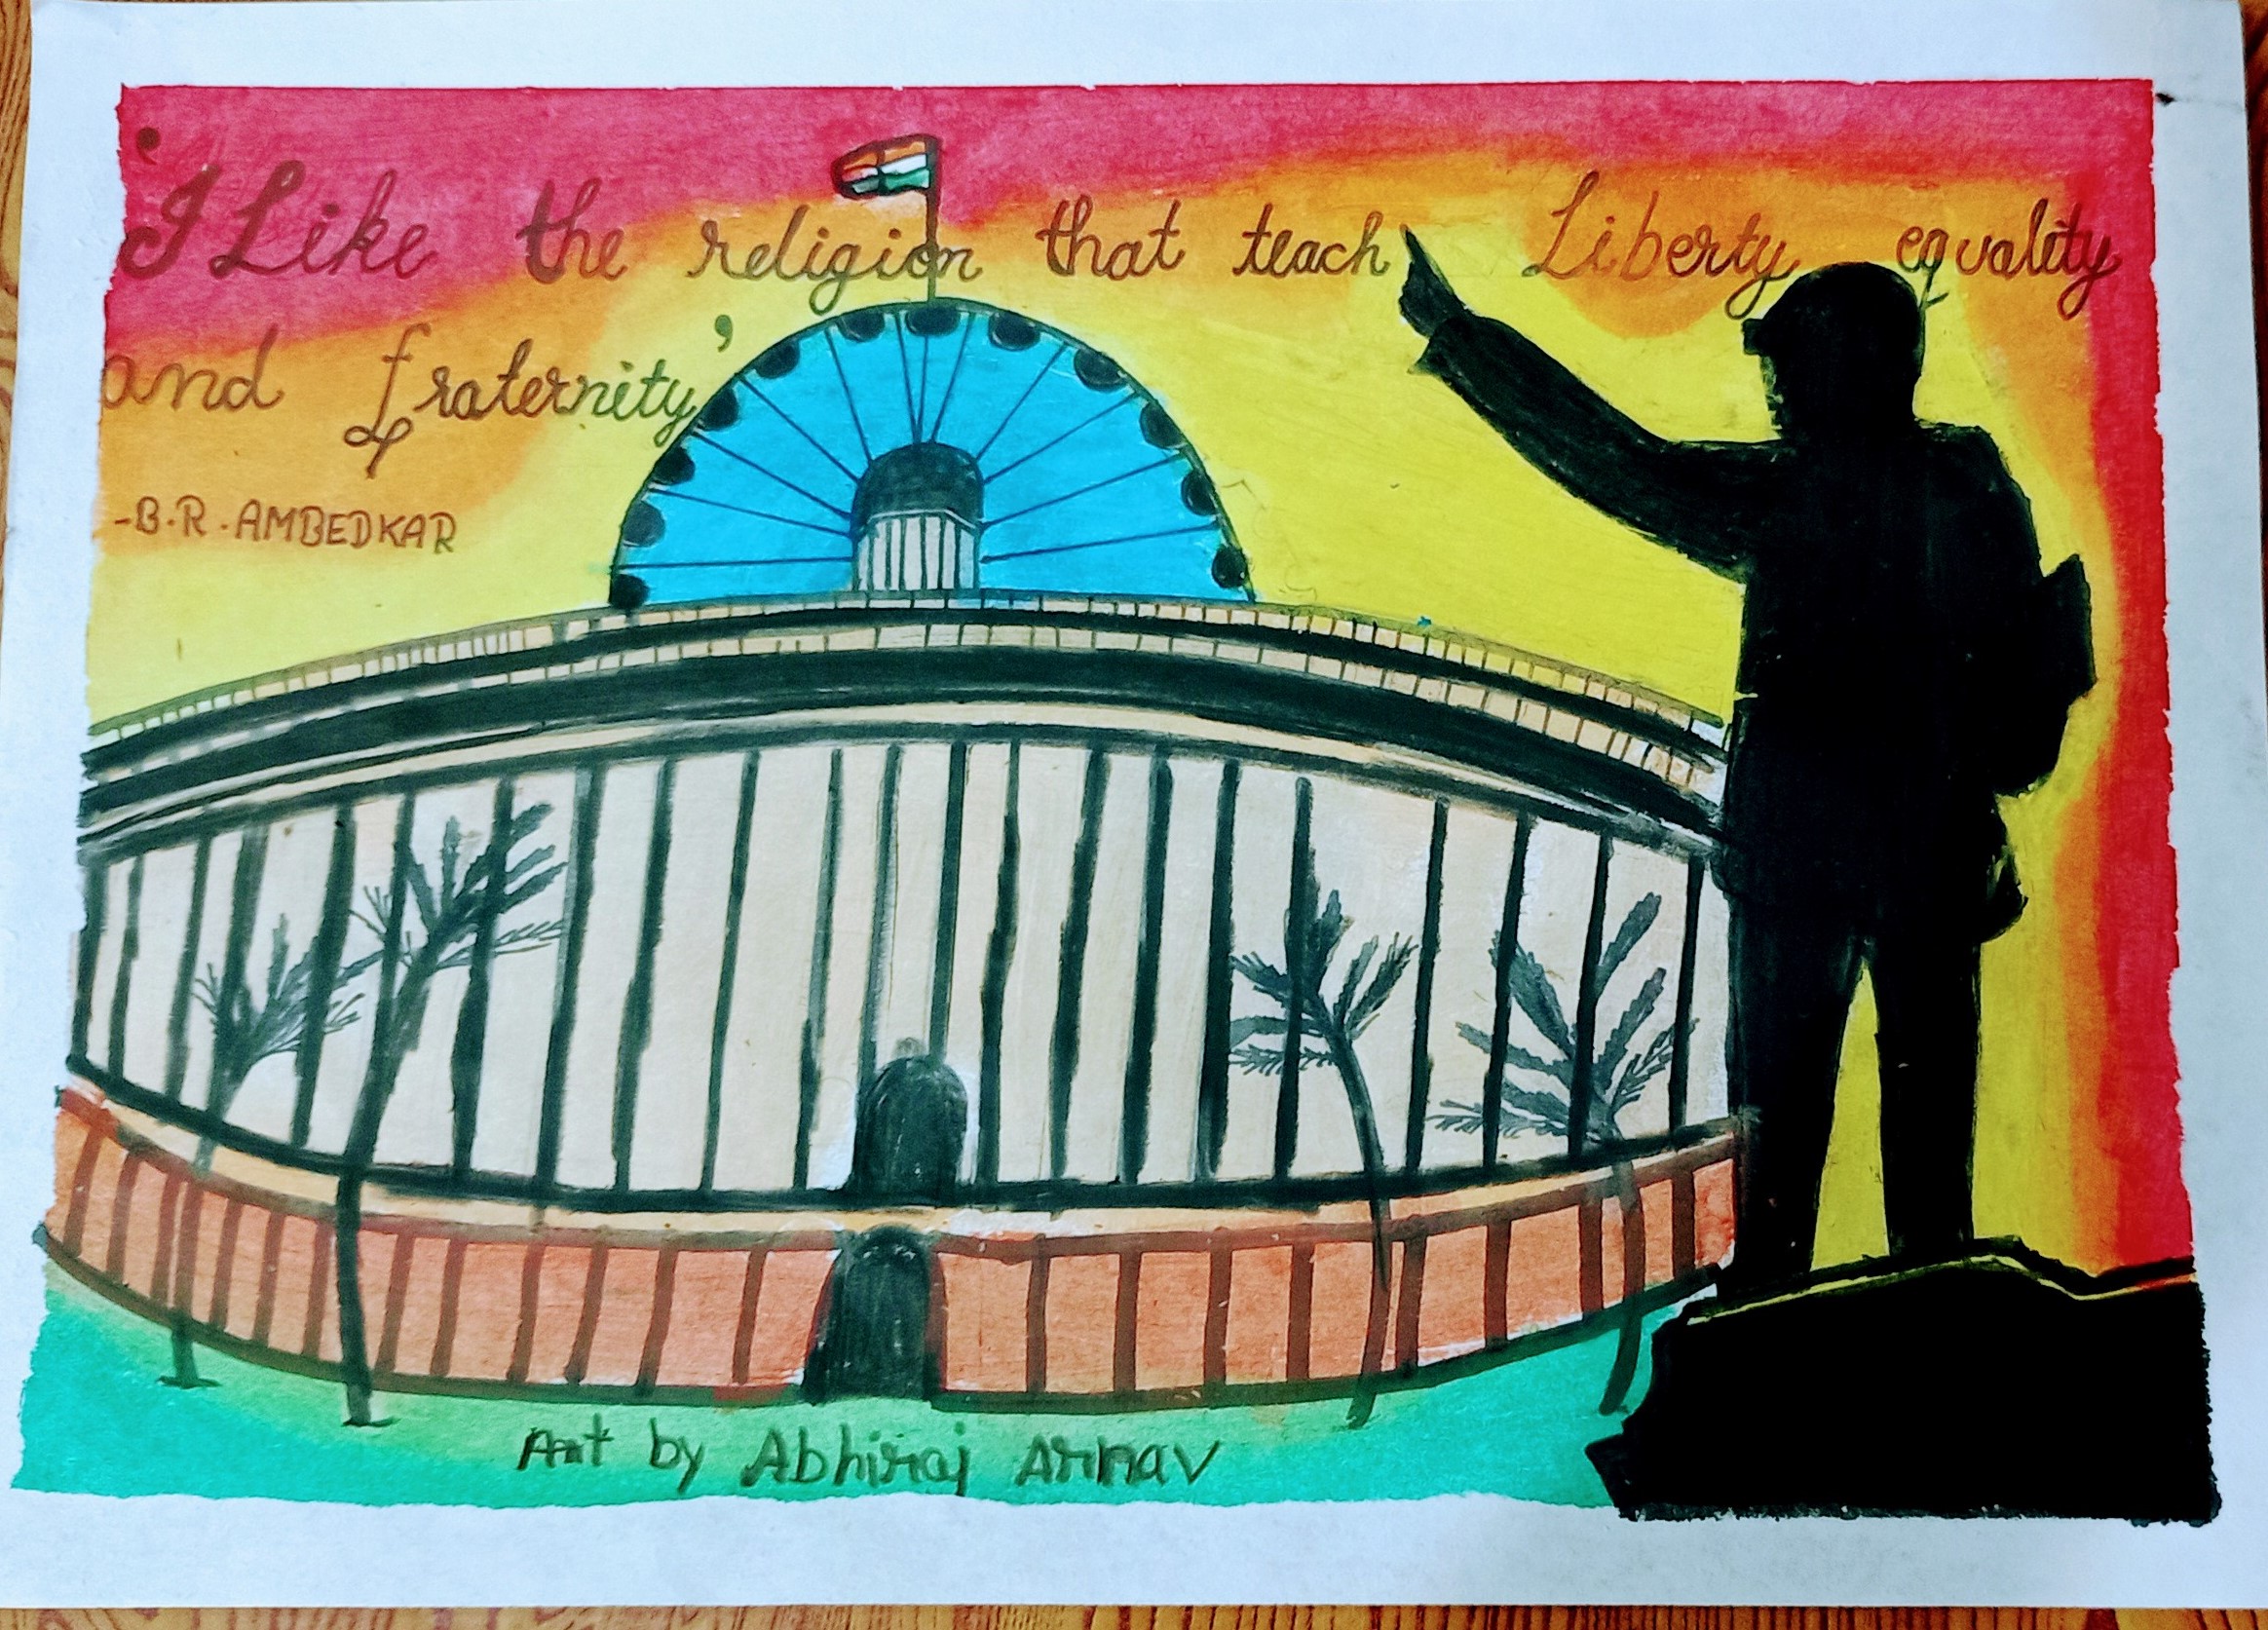 'I Like the religion that teach Liberty equality
and fraternity'
-B.R.AMBEDKAR
Art by Abhiraj Arnav